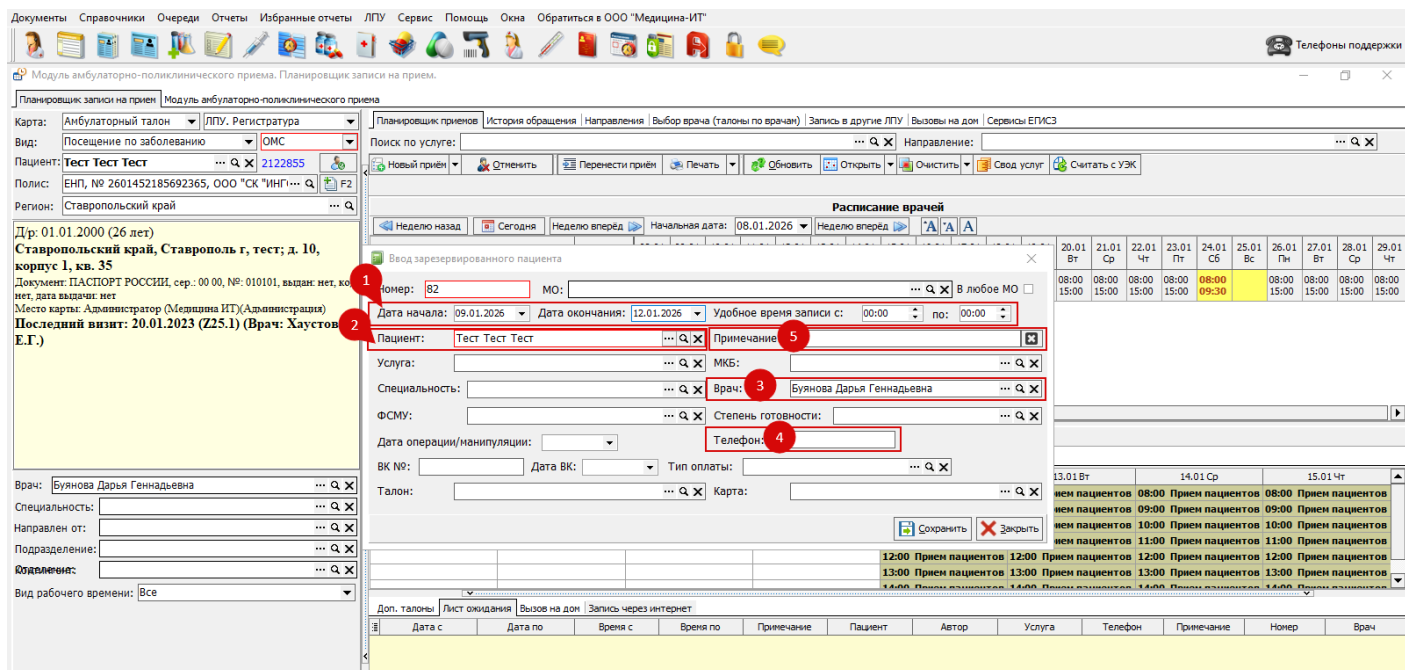 Документы Справочники Очереди Отчеты Избранные отчеты ЛПУ Сервис Помощь Окна Обратиться в ООО "Медицина-ИТ"
Телефоны поддержки
Модуль амбулаторно-поликлинического приема. Планировщик записи на прием.
Планировщик записи на прием Модуль амбулаторно-поликлинического приема
Карта: Амбулаторный талон ЛПУ. Регистратура
Вид: Посещение по заболеванию ОМС
Пациент: Тест Тест Тест ... 2122855
Полис: ЕНП, № 2601452185692365, ООО "СК "ИНГ ... F2
Регион: Ставропольский край ...
Д/р: 01.01.2000 (26 лет)
Ставропольский край, Ставрополь г, тест; д. 10,
корпус 1, кв. 35
Документ: ПАСПОРТ РОССИИ, сер.: 00 00, №: 010101, выдан: нет,
нет, дата выдачи: нет
Место карты: Администратор (Медицина ИТ)(Администрация)
Последний визит: 20.01.2023 (Z25.1) (Врач: Хаустов
Е.Г.)
Врач: Буянова Дарья Геннадьевна ...
Специальность: ...
Направлен от: ...
Подразделение: ...
Вид рабочего времени: Все
Планировщик приемов История обращения Направления Выбор врача (талоны по врачам) Запись в другие ЛПУ Вызовы на дом Сервисы ЕГИСЗ
Поиск по услуге: ... Направление: ...
Новый приём Отменить Перенести приём Печать Обновить Открыть Очистить Свод услуг Считать с УЭК
Расписание врачей
Неделю назад Сегодня Неделю вперёд Начальная дата: 08.01.2026 Неделю вперёд A A A
20.01 21.01 22.01 23.01 24.01 25.01 26.01 27.01 28.01 29.01
Вт Ср Чт Пт Сб Вс Пн Вт Ср Чт
08:00 08:00 08:00 08:00 08:00 08:00 08:00 08:00 08:00
15:00 15:00 15:00 15:00 09:30 15:00 15:00 15:00 15:00
Ввод зарезервированного пациента
1
Номер: 82 МО: ... В любое МО
Дата начала: 09.01.2026 Дата окончания: 12.01.2026 Удобное время записи с: 00:00 по: 00:00
2
Пациент: Тест Тест Тест ... Примечание 5
Услуга: ... МКБ: ...
Специальность: ... Врач: 3 Буянова Дарья Геннадьевна ...
ФСМУ: ... Степень готовности: ...
Дата операции/манипуляции: Телефон: 4
ВК №: Дата ВК: Тип оплаты: ...
Талон: ... Карта: ...
Сохранить Закрыть
13.01 Вт 14.01 Ср 15.01 Чт
пациентов 08:00 Прием пациентов 08:00 Прием пациентов
пациентов 09:00 Прием пациентов 09:00 Прием пациентов
пациентов 10:00 Прием пациентов 10:00 Прием пациентов
пациентов 11:00 Прием пациентов 11:00 Прием пациентов
12:00 Прием пациентов 12:00 Прием пациентов 12:00 Прием пациентов 12:00 Прием пациентов
13:00 Прием пациентов 13:00 Прием пациентов 13:00 Прием пациентов 13:00 Прием пациентов
14:00 Прием пациентов 14:00 Прием пациентов 14:00 Прием пациентов 14:00 Прием пациентов
Доп. талоны Лист ожидания Вызов на дом Запись через интернет
Дата с Дата по Время с Время по Примечание Пациент Автор Услуга Телефон Примечание Номер Врач